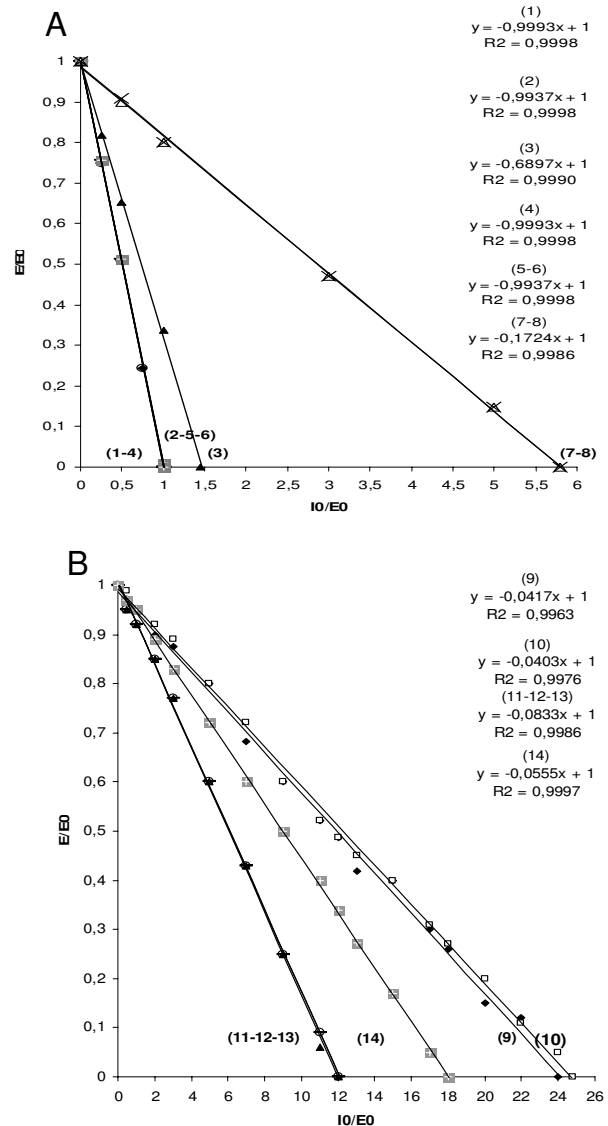 A
(1)
y = -0,9993x + 1
R2 = 0,9998
(2)
y = -0,9937x + 1
R2 = 0,9998
(3)
y = -0,6897x + 1
R2 = 0,9990
(4)
y = -0,9993x + 1
R2 = 0,9998
(5-6)
y = -0,9937x + 1
R2 = 0,9998
(7-8)
y = -0,1724x + 1
R2 = 0,9986
1
0,9
0,8
0,7
0,6
0,5
0,4
0,3
0,2
0,1
0
E/E0
(1-4)
(2-5-6)
(3)
(7-8)
0 0,5 1 1,5 2 2,5 3 3,5 4 4,5 5 5,5 6
I0/E0
B
(9)
y = -0,0417x + 1
R2 = 0,9963
(10)
y = -0,0403x + 1
R2 = 0,9976
(11-12-13)
y = -0,0833x + 1
R2 = 0,9986
(14)
y = -0,0555x + 1
R2 = 0,9997
1
0,9
0,8
0,7
0,6
0,5
0,4
0,3
0,2
0,1
0
E/E0
(11-12-13) (14) (9) (10)
0 2 4 6 8 10 12 14 16 18 20 22 24 26
I0/E0